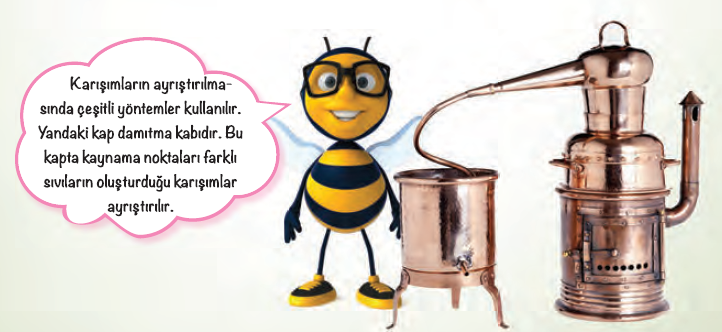 Karışımların ayrıştırılma-
sında çeşitli yöntemler kullanılır.
Yandaki kap damıtma kabıdır. Bu
kapta kaynama noktaları farklı
sıvıların oluşturduğu karışımlar
ayrıştırılır.